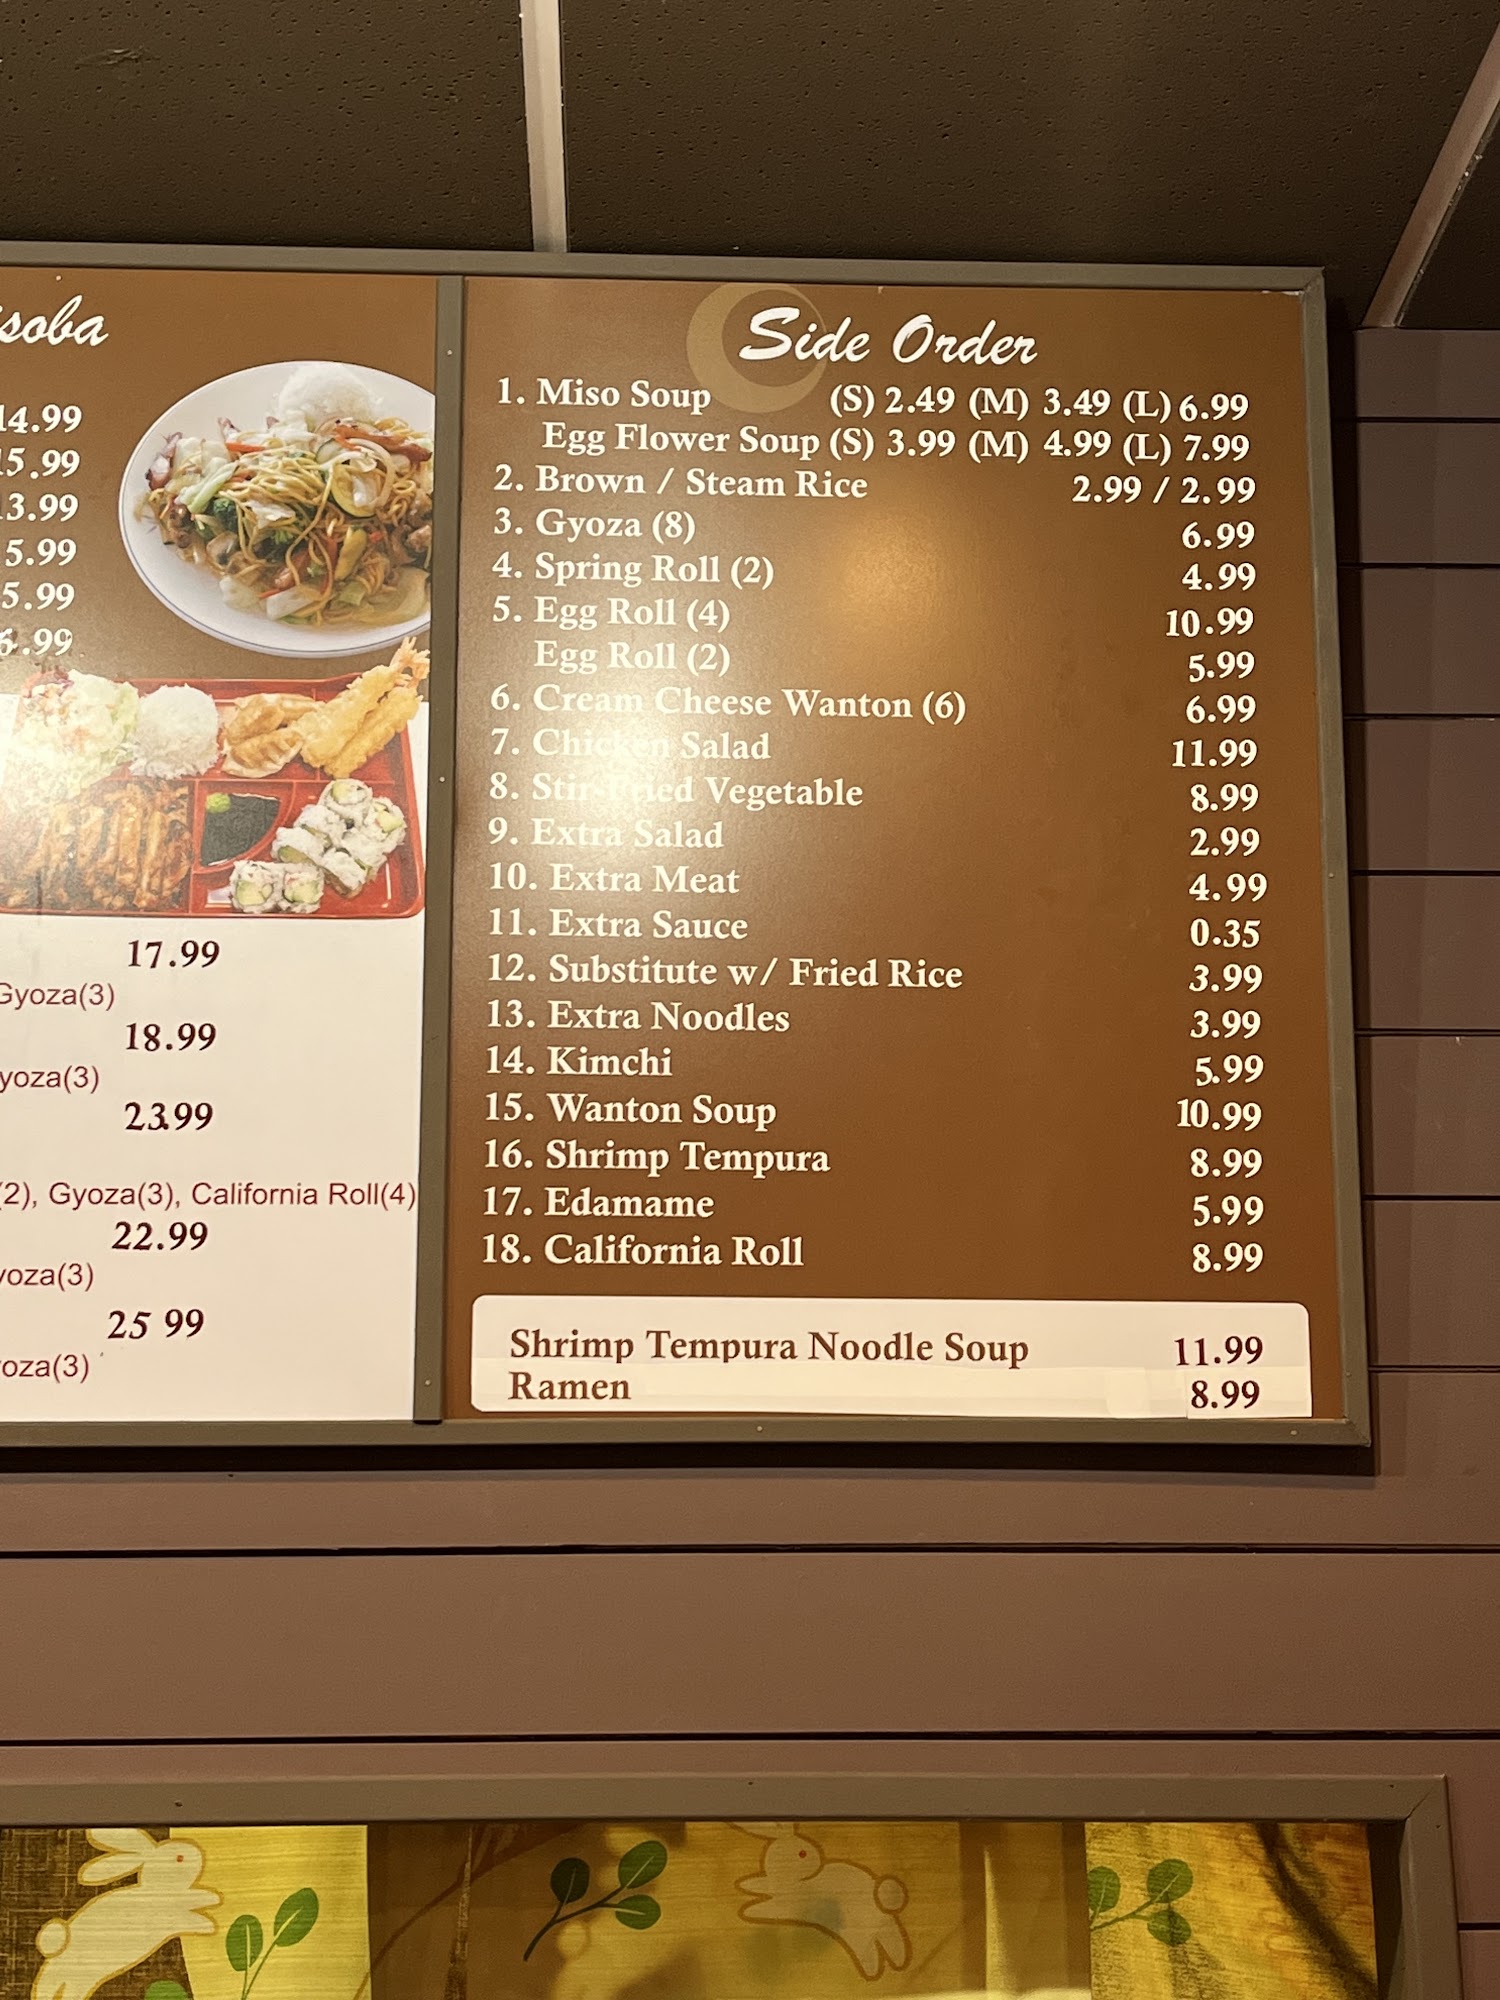 soba
14.99
5.99
3.99
5.99
5.99
6.99
17.99
Gyoza(3)
18.99
yoza(3)
23.99
(2), Gyoza(3), California Roll(4)
22.99
yoza(3)
25 99
oza(3)
Side Order
1. Miso Soup (S) 2.49 (M) 3.49 (L) 6.99
Egg Flower Soup (S) 3.99 (M) 4.99 (L) 7.99
2. Brown / Steam Rice 2.99 / 2.99
3. Gyoza (8) 6.99
4. Spring Roll (2) 4.99
5. Egg Roll (4) 10.99
Egg Roll (2) 5.99
6. Cream Cheese Wanton (6) 6.99
7. Chicken Salad 11.99
8. Stir-Fried Vegetable 8.99
9. Extra Salad 2.99
10. Extra Meat 4.99
11. Extra Sauce 0.35
12. Substitute w/ Fried Rice 3.99
13. Extra Noodles 3.99
14. Kimchi 5.99
15. Wanton Soup 10.99
16. Shrimp Tempura 8.99
17. Edamame 5.99
18. California Roll 8.99
Shrimp Tempura Noodle Soup 11.99
Ramen 8.99